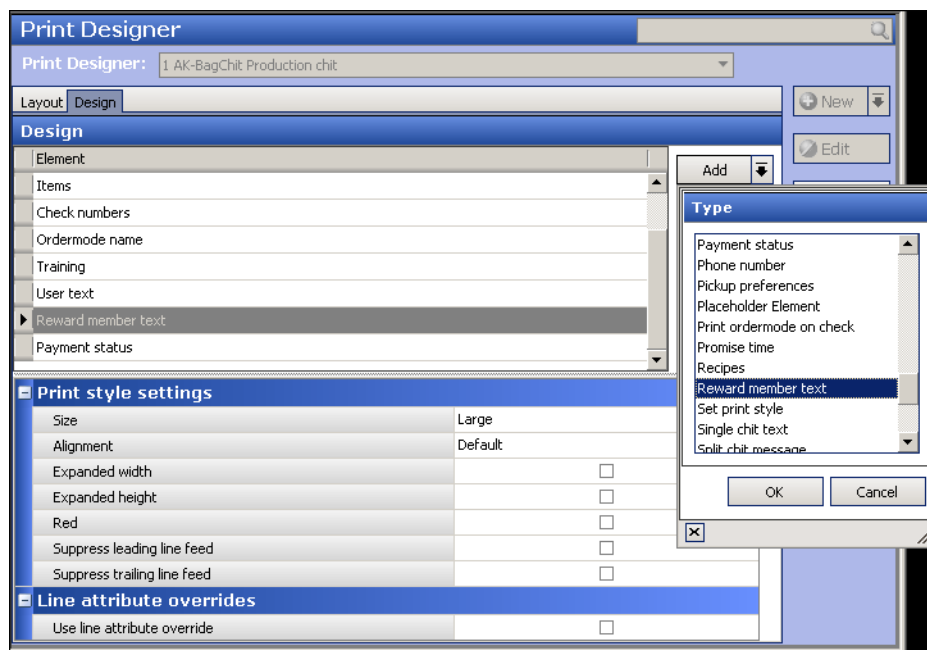 Print Designer
Print Designer: 1 AK-BagChit Production chit
Layout Design
New
Design
Edit
Element
Add
Items
Check numbers
Ordermode name
Training
User text
Reward member text
Payment status
Type
Payment status
Phone number
Pickup preferences
Placeholder Element
Print ordermode on check
Promise time
Recipes
Reward member text
Set print style
Single chit text
Split chit message
OK Cancel
Print style settings
Size Large
Alignment Default
Expanded width
Expanded height
Red
Suppress leading line feed
Suppress trailing line feed
Line attribute overrides
Use line attribute override